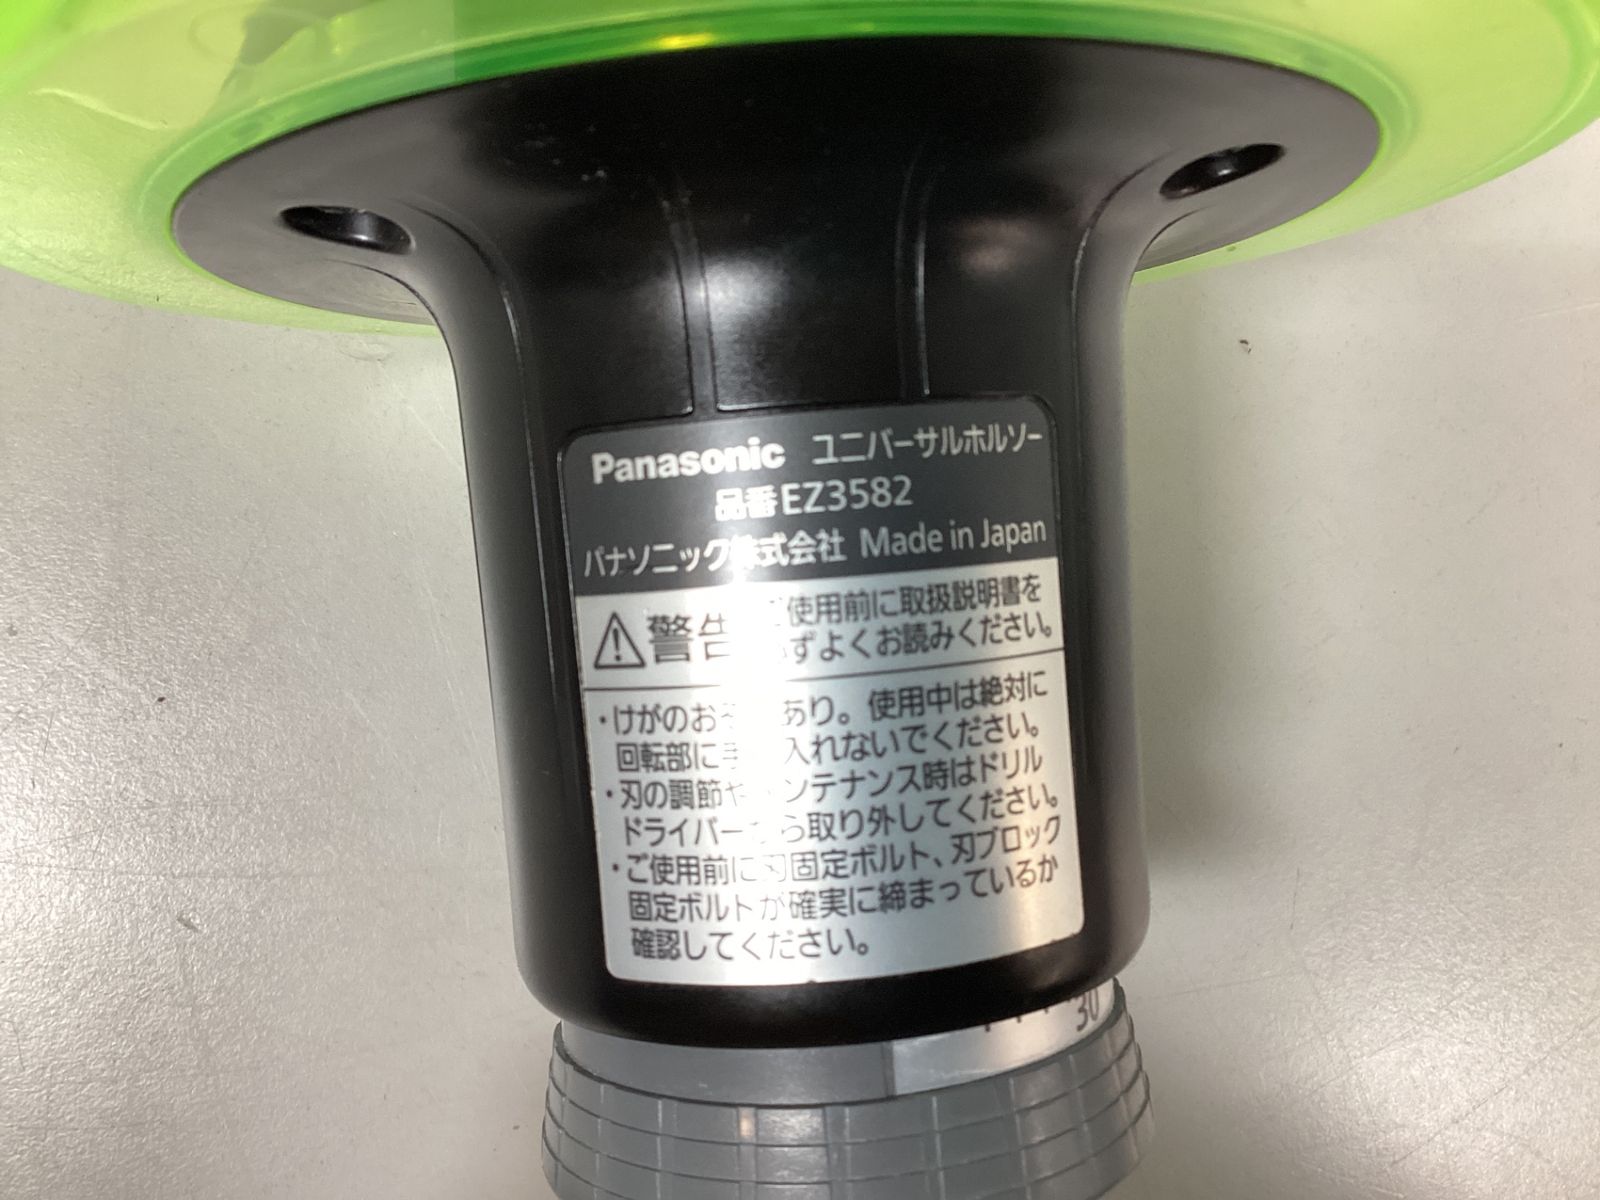 Panasonic ユニバーサルホルソー
品番EZ3582
パナソニック株式会社 Made in Japan
警告 ご使用前に取扱説明書を
必ずよくお読みください。
・けがのお あり。使用中は絶対に
回転部に手 入れないでください。
・刃の調節や ンテナンス時はドリル
ドライバーから取り外してください。
・ご使用前に刃固定ボルト、刃ブロック
固定ボルトが確実に締まっているか
確認してください。
30